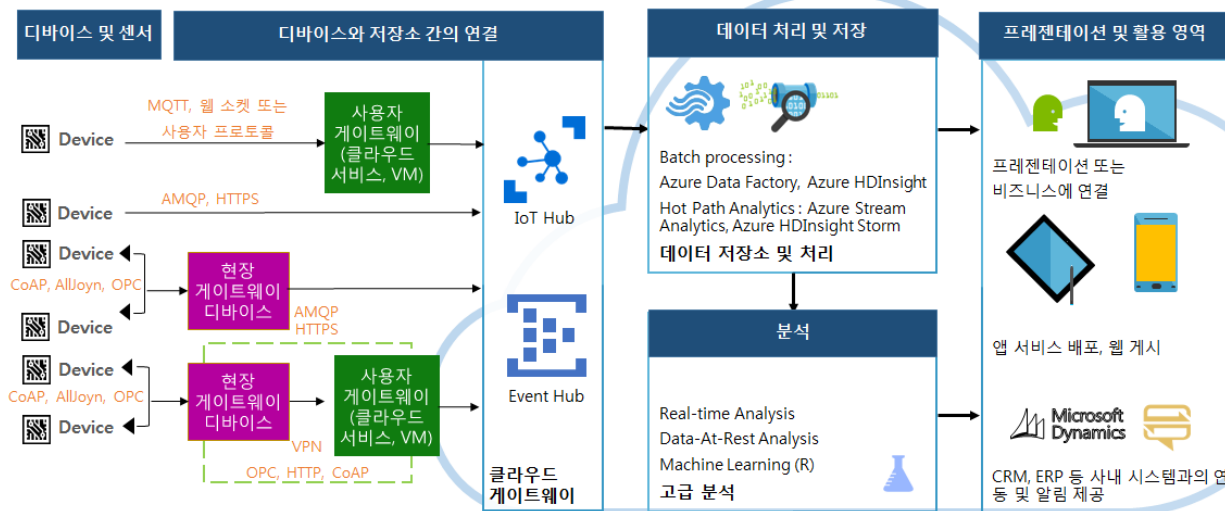 디바이스 및 센서
디바이스와 저장소 간의 연결
데이터 처리 및 저장
프레젠테이션 및 활용 영역
MQTT, 웹 소켓 또는
사용자 프로토콜
Device
사용자
게이트웨이
(클라우드
서비스, VM)
Device
AMQP, HTTPS
IoT Hub
Device
CoAP, AllJoyn, OPC
Device
현장
게이트웨이
디바이스
AMQP
HTTPS
Device
CoAP, AllJoyn, OPC
Device
현장
게이트웨이
디바이스
VPN
사용자
게이트웨이
(클라우드
서비스, VM)
OPC, HTTP, CoAP
Event Hub
클라우드
게이트웨이
Batch processing :
Azure Data Factory, Azure HDInsight
Hot Path Analytics : Azure Stream
Analytics, Azure HDInsight Storm
데이터 저장소 및 처리
분석
Real-time Analysis
Data-At-Rest Analysis
Machine Learning (R)
고급 분석
프레젠테이션 또는
비즈니스에 연결
앱 서비스 배포, 웹 게시
Microsoft
Dynamics
CRM, ERP 등 사내 시스템과의 연
동 및 알림 제공